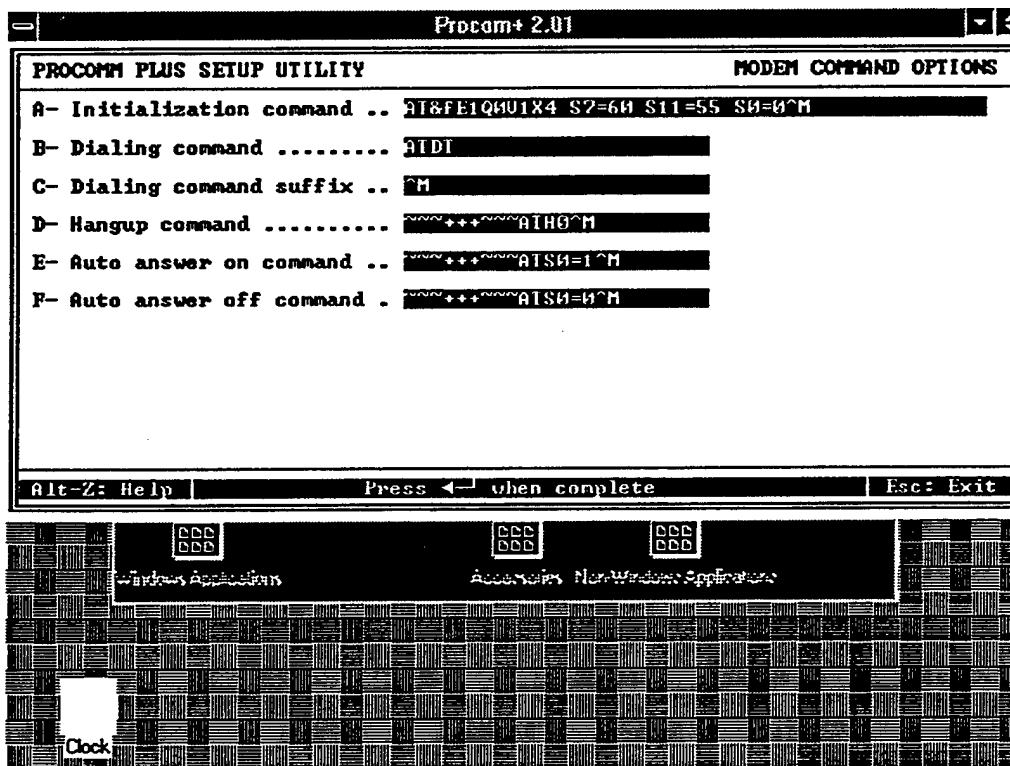 Procom+ 2.01
PROCOMM PLUS SETUP UTILITY MODEM COMMAND OPTIONS
A- Initialization command .. AT&FE1Q0V1X4 S7=60 S11=55 S0=0^M
B- Dialing command ......... ATDT
C- Dialing command suffix .. ^M
D- Hangup command .......... ~~~+++~~~ATH0^M
E- Auto answer on command .. ~~~+++~~~ATS0=1^M
F- Auto answer off command . ~~~+++~~~ATS0=0^M
Alt-Z: Help Press ◄─┘ when complete Esc: Exit
Windows Applications Accessories Non-Windows Applications
Clock